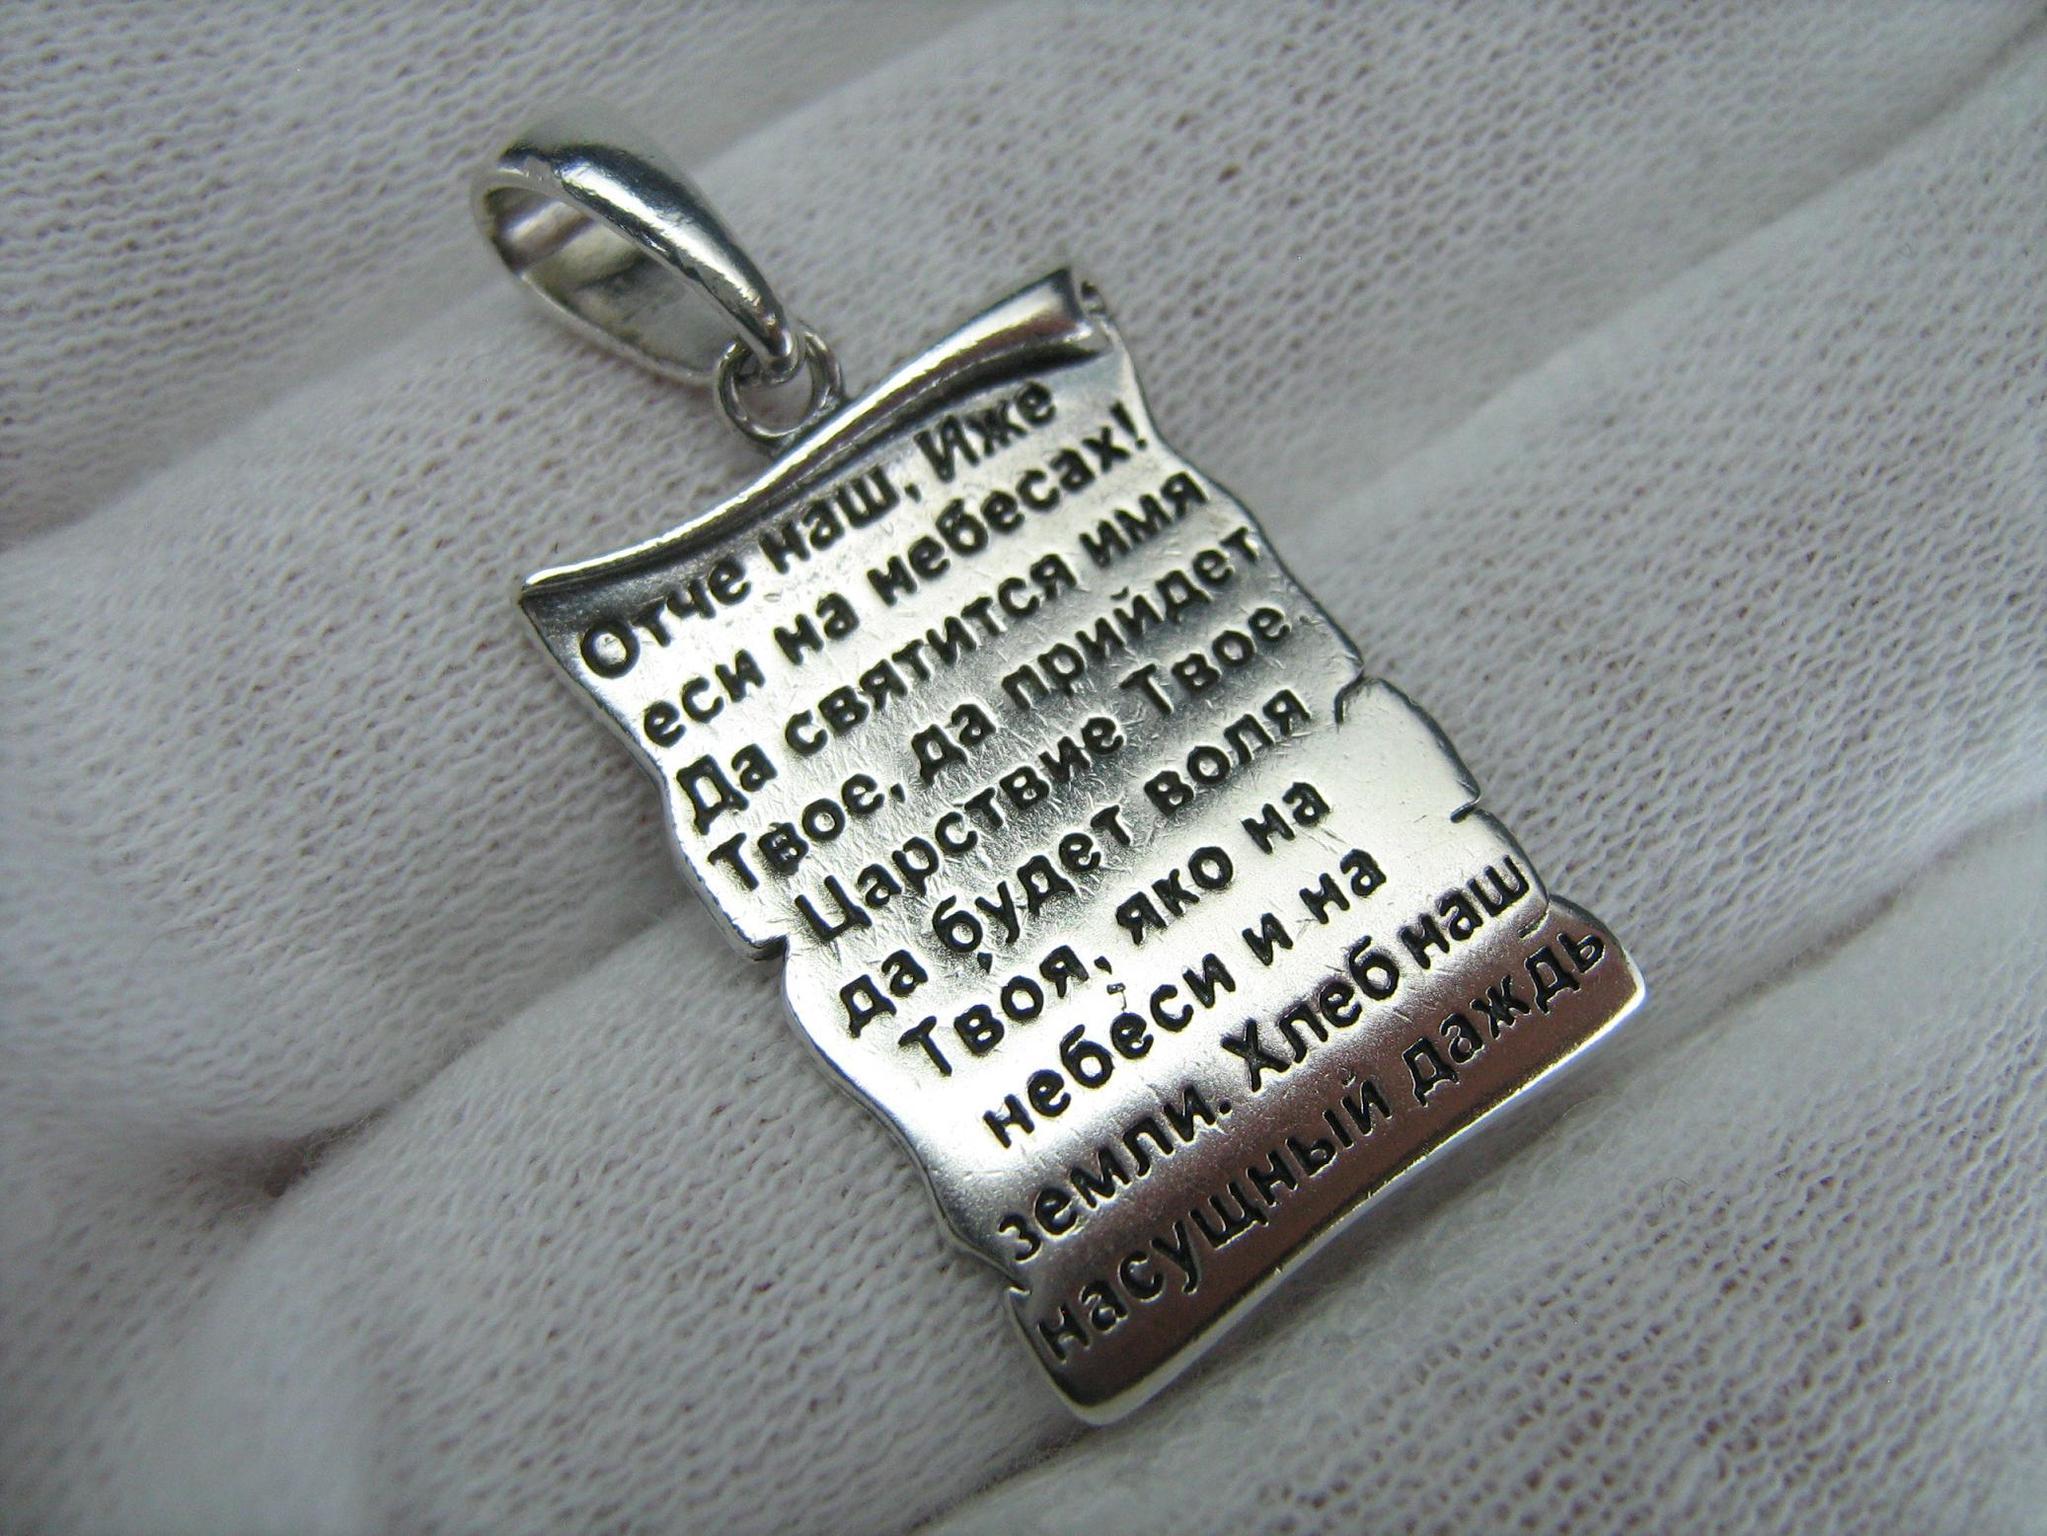 Отче наш, Иже
еси на небесах!
Да святится имя
Твое, да прийдет
Царствие Твое
да будет воля
Твоя, яко на
небеси и на
земли. Хлеб наш
насущный даждь